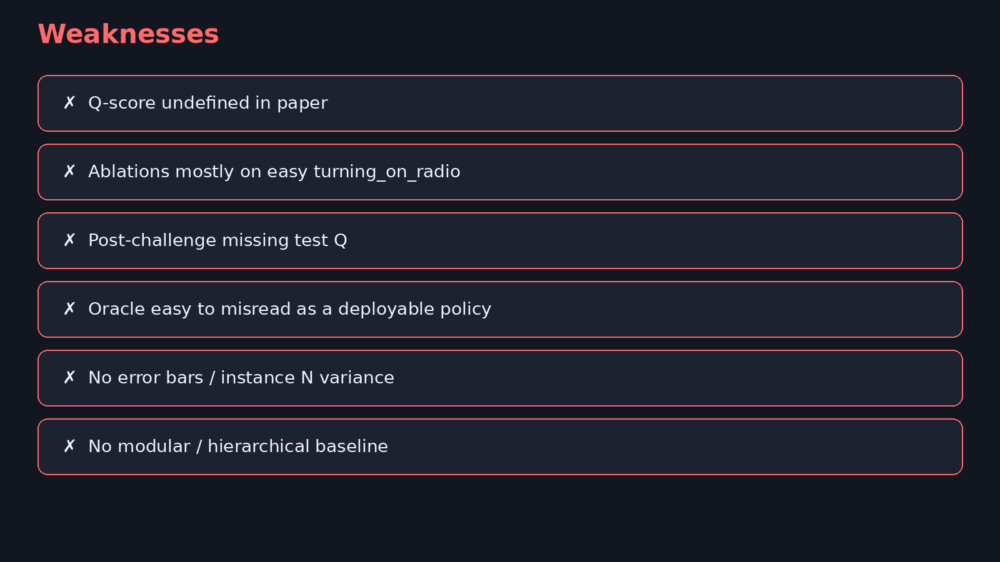 Weaknesses
✗ Q-score undefined in paper
✗ Ablations mostly on easy turning_on_radio
✗ Post-challenge missing test Q
✗ Oracle easy to misread as a deployable policy
✗ No error bars / instance N variance
✗ No modular / hierarchical baseline